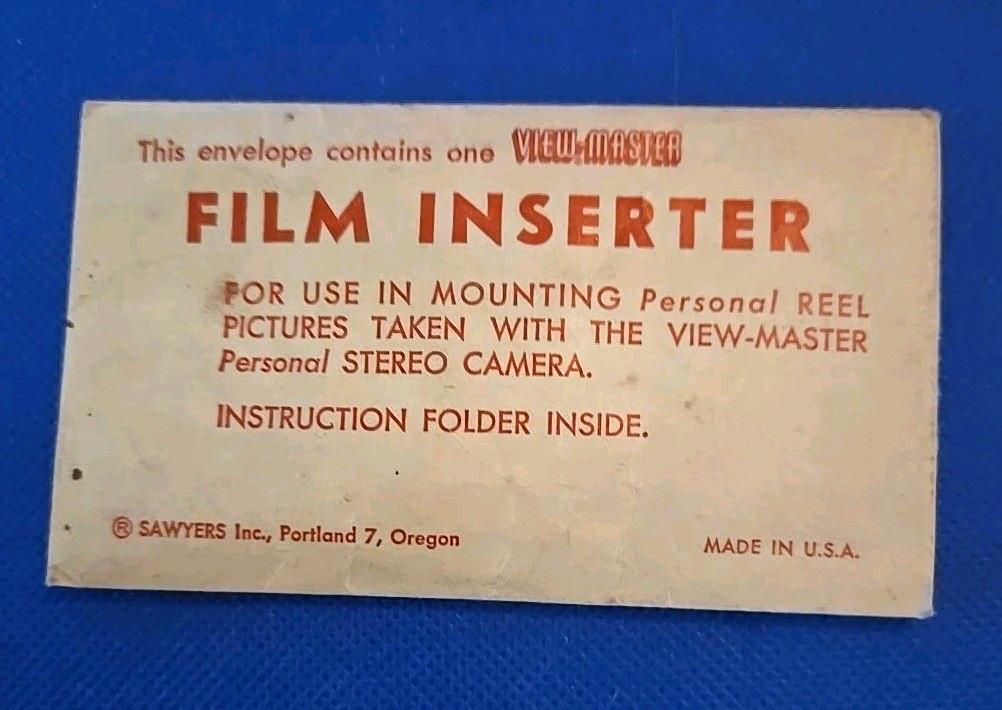 This envelope contains one VIEW-MASTER
FILM INSERTER
FOR USE IN MOUNTING Personal REEL
PICTURES TAKEN WITH THE VIEW-MASTER
Personal STEREO CAMERA.
INSTRUCTION FOLDER INSIDE.
® SAWYERS Inc., Portland 7, Oregon
MADE IN U.S.A.